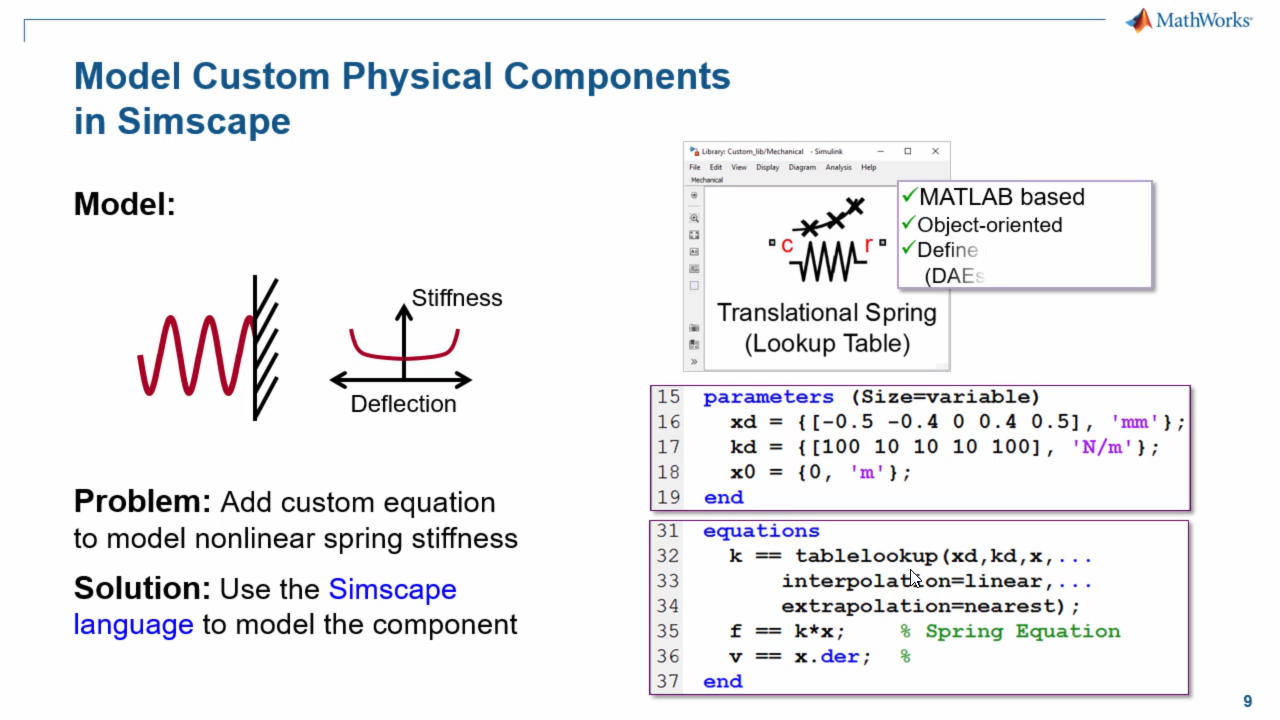 MathWorks®
Model Custom Physical Components
in Simscape
Model:
Stiffness
Deflection
Problem: Add custom equation
to model nonlinear spring stiffness
Solution: Use the Simscape
language to model the component
Library: Custom_lib/Mechanical - Simulink
File Edit View Display Diagram Analysis Help
Mechanical
c r
Translational Spring
(Lookup Table)
✓MATLAB based
✓Object-oriented
✓Define
(DAEs
15 parameters (Size=variable)
16 xd = {[-0.5 -0.4 0 0.4 0.5], 'mm'};
17 kd = {[100 10 10 10 100], 'N/m'};
18 x0 = {0, 'm'};
19 end
31 equations
32 k == tablelookup(xd,kd,x,...
33 interpolation=linear,...
34 extrapolation=nearest);
35 f == k*x; % Spring Equation
36 v == x.der; %
37 end
9